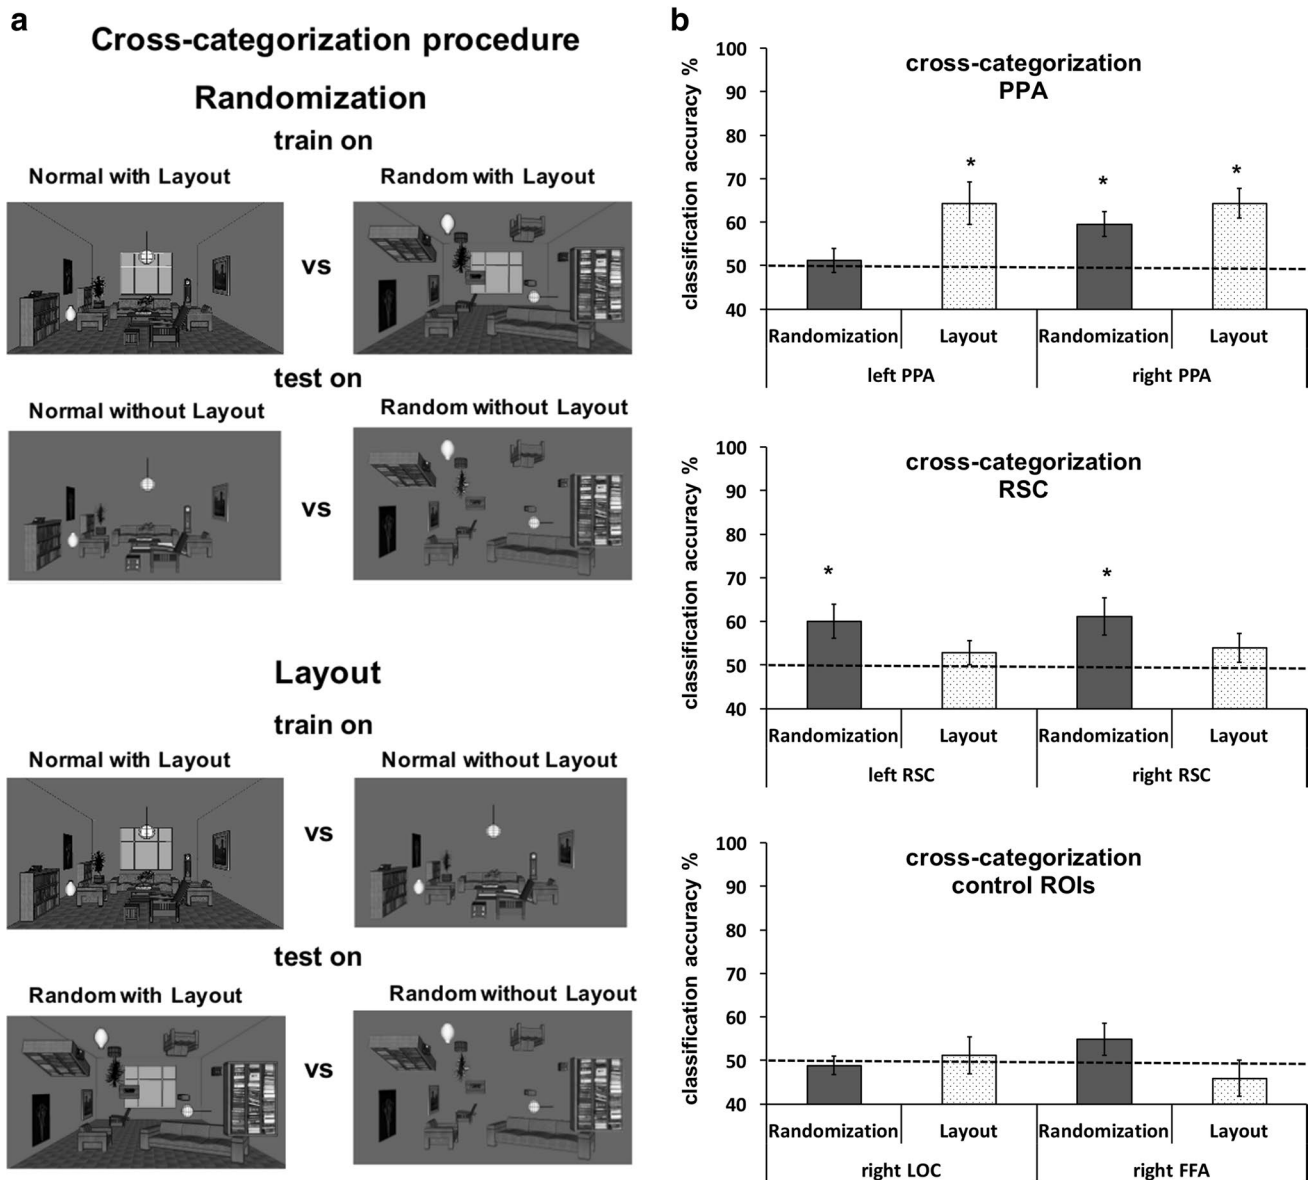 a
Cross-categorization procedure
Randomization
train on
Normal with Layout
Random with Layout
vs
test on
Normal without Layout
Random without Layout
vs
Layout
train on
Normal with Layout
Normal without Layout
vs
test on
Random with Layout
Random without Layout
vs
b
cross-categorization
PPA
classification accuracy %
100
90
80
70
60
50
40
*
*
*
Randomization
Layout
Randomization
Layout
left PPA
right PPA
cross-categorization
RSC
classification accuracy %
100
90
80
70
60
50
40
*
*
Randomization
Layout
Randomization
Layout
left RSC
right RSC
cross-categorization
control ROIs
classification accuracy %
100
90
80
70
60
50
40
Randomization
Layout
Randomization
Layout
right LOC
right FFA